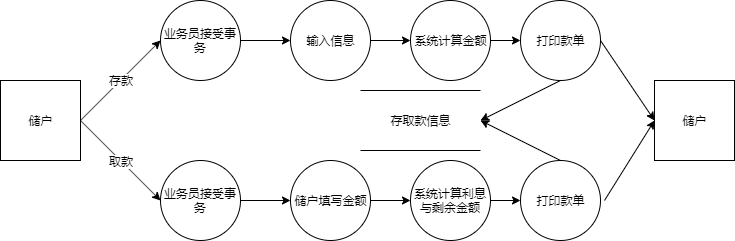 业务员接受事
务
输入信息
系统计算金额
打印款单
存款
储户
存取款信息
储户
取款
业务员接受事
务
储户填写金额
系统计算利息
与剩余金额
打印款单